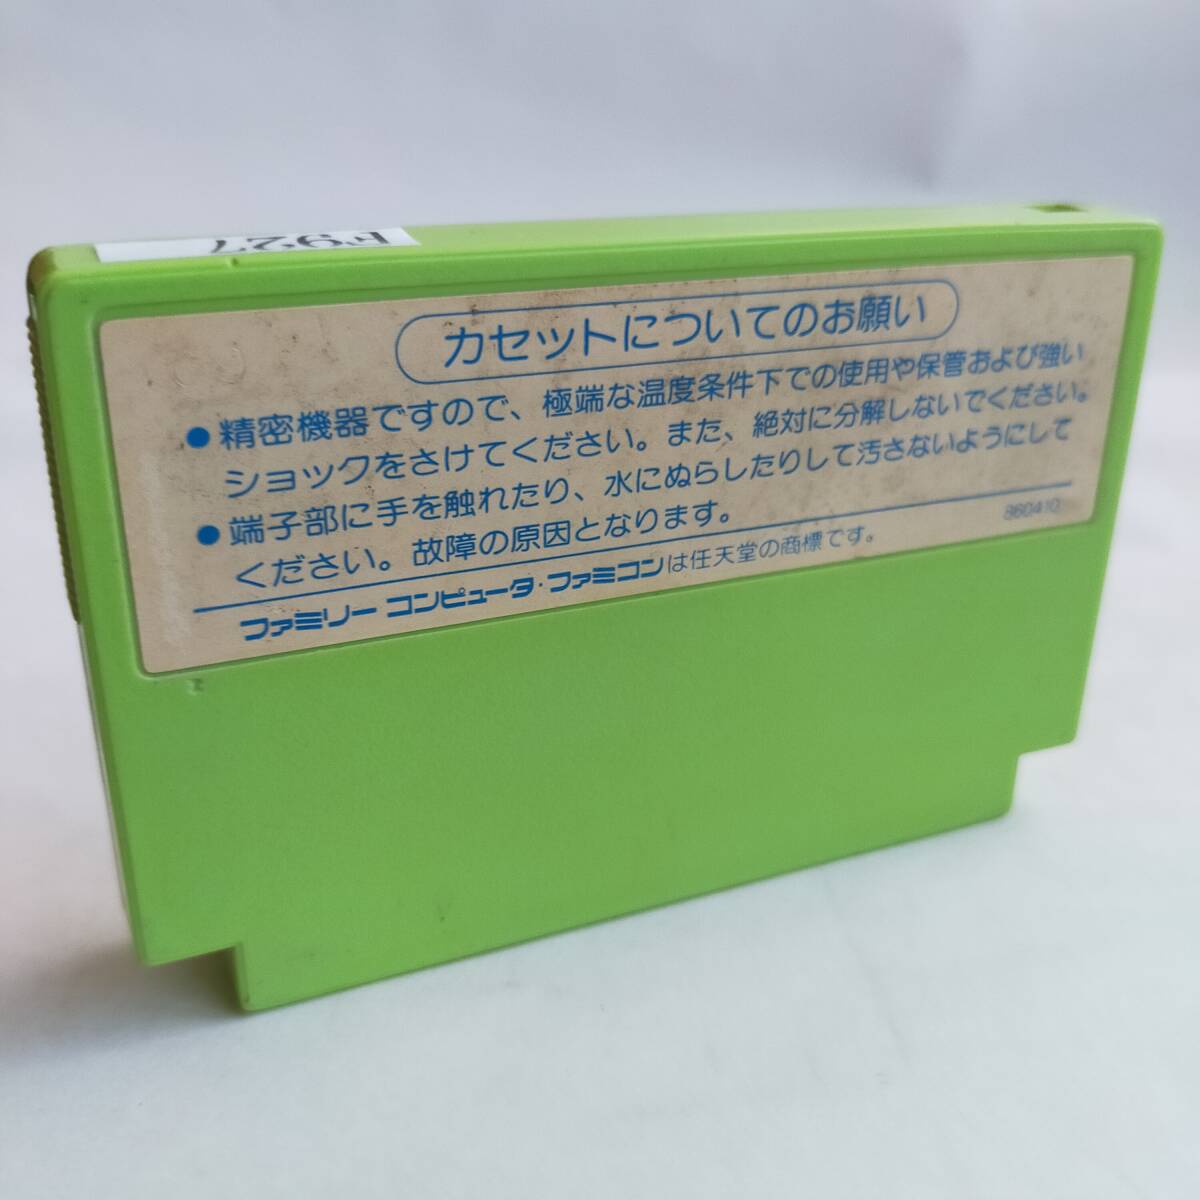 F927
カセットについてのお願い
●精密機器ですので、極端な温度条件下での使用や保管および強い
ショックをさけてください。また、絶対に分解しないでください。
●端子部に手を触れたり、水にぬらしたりして汚さないようにして
ください。故障の原因となります。
860410
ファミリー コンピュータ・ファミコンは任天堂の商標です。